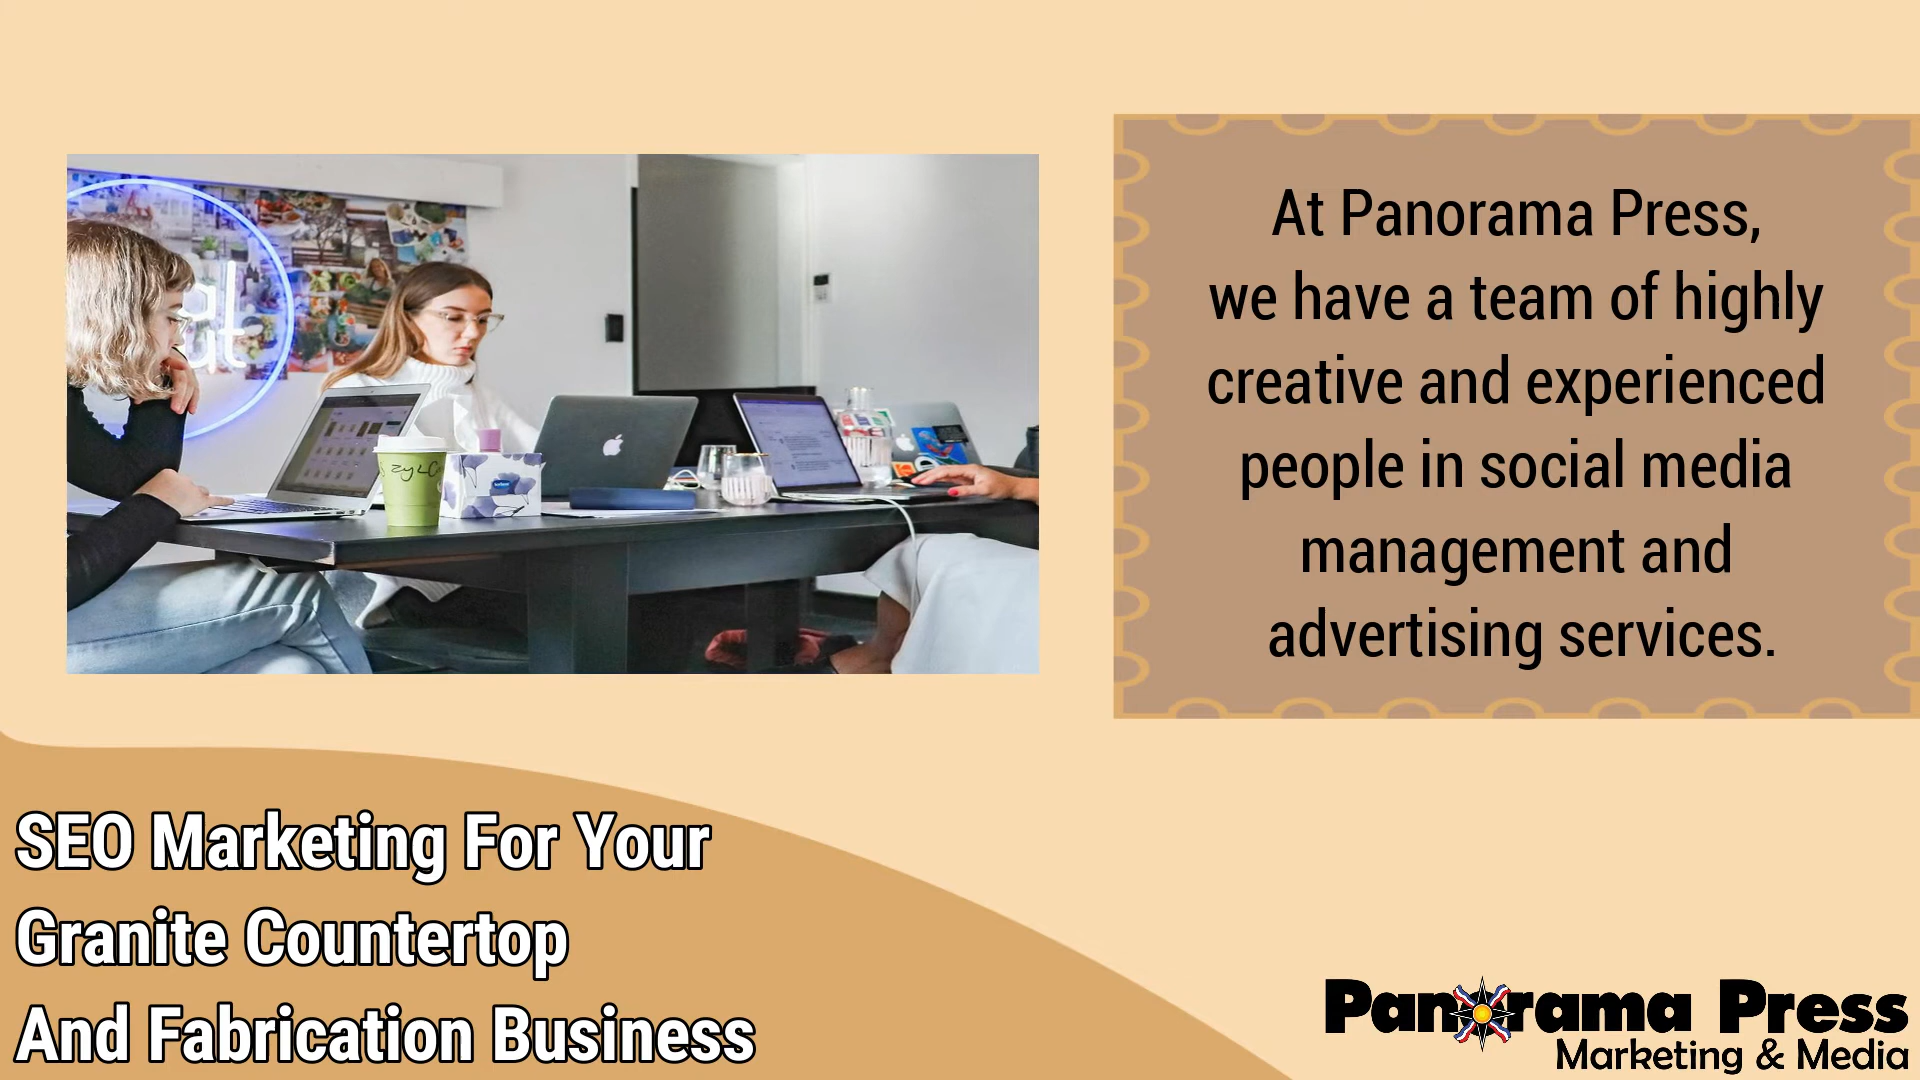 At Panorama Press,
we have a team of highly
creative and experienced
people in social media
management and
advertising services.
SEO Marketing For Your
Granite Countertop
And Fabrication Business
Panorama Press
Marketing & Media